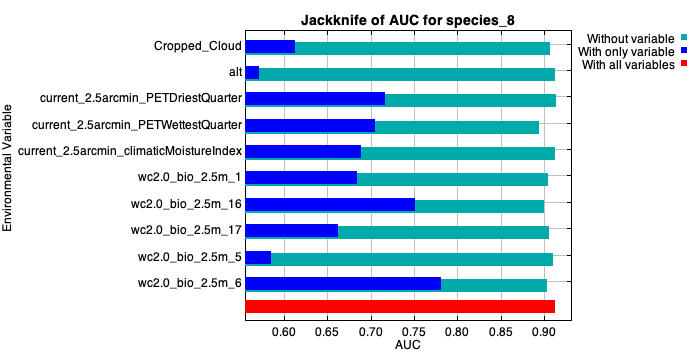 Jackknife of AUC for species_8
Without variable
With only variable
With all variables
Environmental Variable
Cropped_Cloud
alt
current_2.5arcmin_PETDriestQuarter
current_2.5arcmin_PETWettestQuarter
current_2.5arcmin_climaticMoistureIndex
wc2.0_bio_2.5m_1
wc2.0_bio_2.5m_16
wc2.0_bio_2.5m_17
wc2.0_bio_2.5m_5
wc2.0_bio_2.5m_6
0.60 0.65 0.70 0.75 0.80 0.85 0.90
AUC